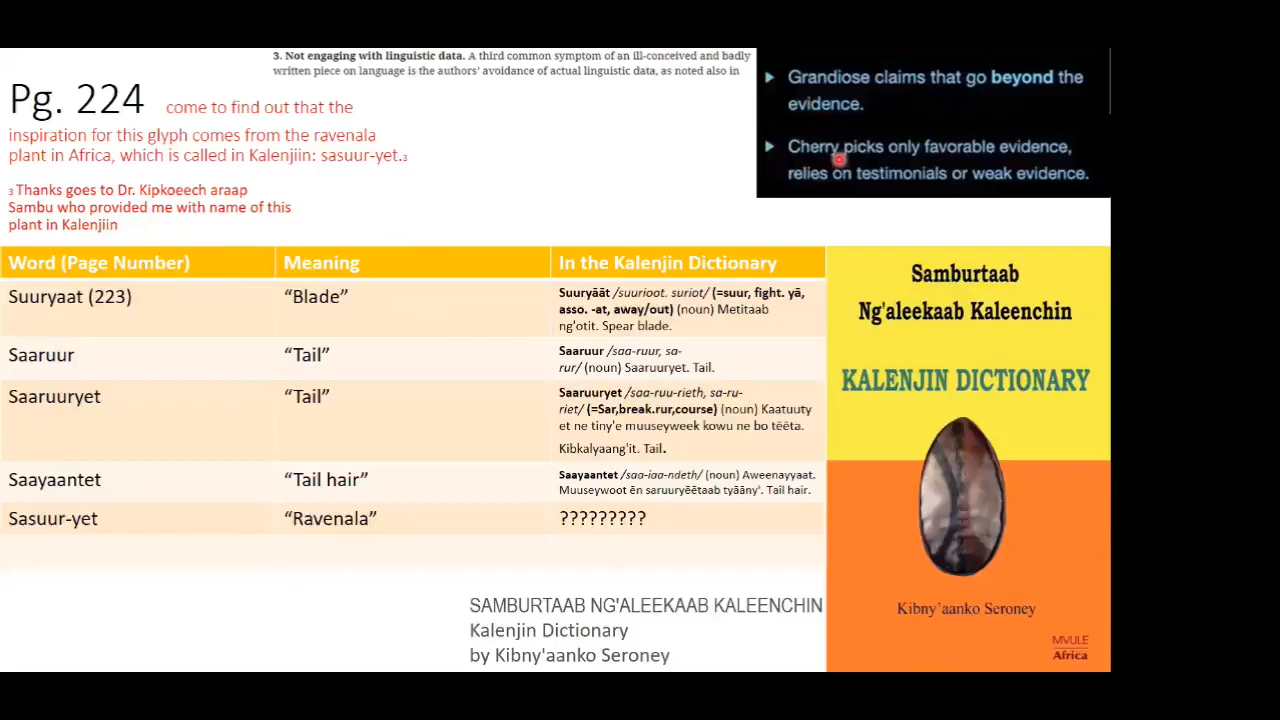 3. Not engaging with linguistic data. A third common symptom of an ill-conceived and badly
written piece on language is the authors' avoidance of actual linguistic data, as noted also in
Pg. 224 come to find out that the
inspiration for this glyph comes from the ravenala
plant in Africa, which is called in Kalenjiin: sasuur-yet.3
3 Thanks goes to Dr. Kipkoeech araap
Sambu who provided me with name of this
plant in Kalenjiin
Grandiose claims that go beyond the
evidence.
Cherry picks only favorable evidence,
relies on testimonials or weak evidence.
Word (Page Number) Meaning In the Kalenjin Dictionary
Suuryaat (223) "Blade" Suuryāāt /suurioot. suriot/ (=suur, fight. yā,
asso. -at, away/out) (noun) Metitaab
ng'otit. Spear blade.
Saaruur "Tail" Saaruur /saa-ruur, sa-
rur/ (noun) Saaruuryet. Tail.
Saaruuryet "Tail" Saaruuryet /saa-ruu-rieth, sa-ru-
riet/ (=Sar,break.rur,course) (noun) Kaatuuty
et ne tiny'e muuseyweek kowu ne bo tēēta.
Kibkalyaang'it. Tail.
Saayaantet "Tail hair" Saayaantet /saa-iaa-ndeth/ (noun) Aweenayyaat.
Muuseywoot ēn saruuryēētaab tyāāny'. Tail hair.
Sasuur-yet "Ravenala" ?????????
SAMBURTAAB NG'ALEEKAAB KALEENCHIN
Kalenjin Dictionary
by Kibny'aanko Seroney
Samburtaab
Ng'aleekaab Kaleenchin
KALENJIN DICTIONARY
Kibny'aanko Seroney
MVULE
Africa